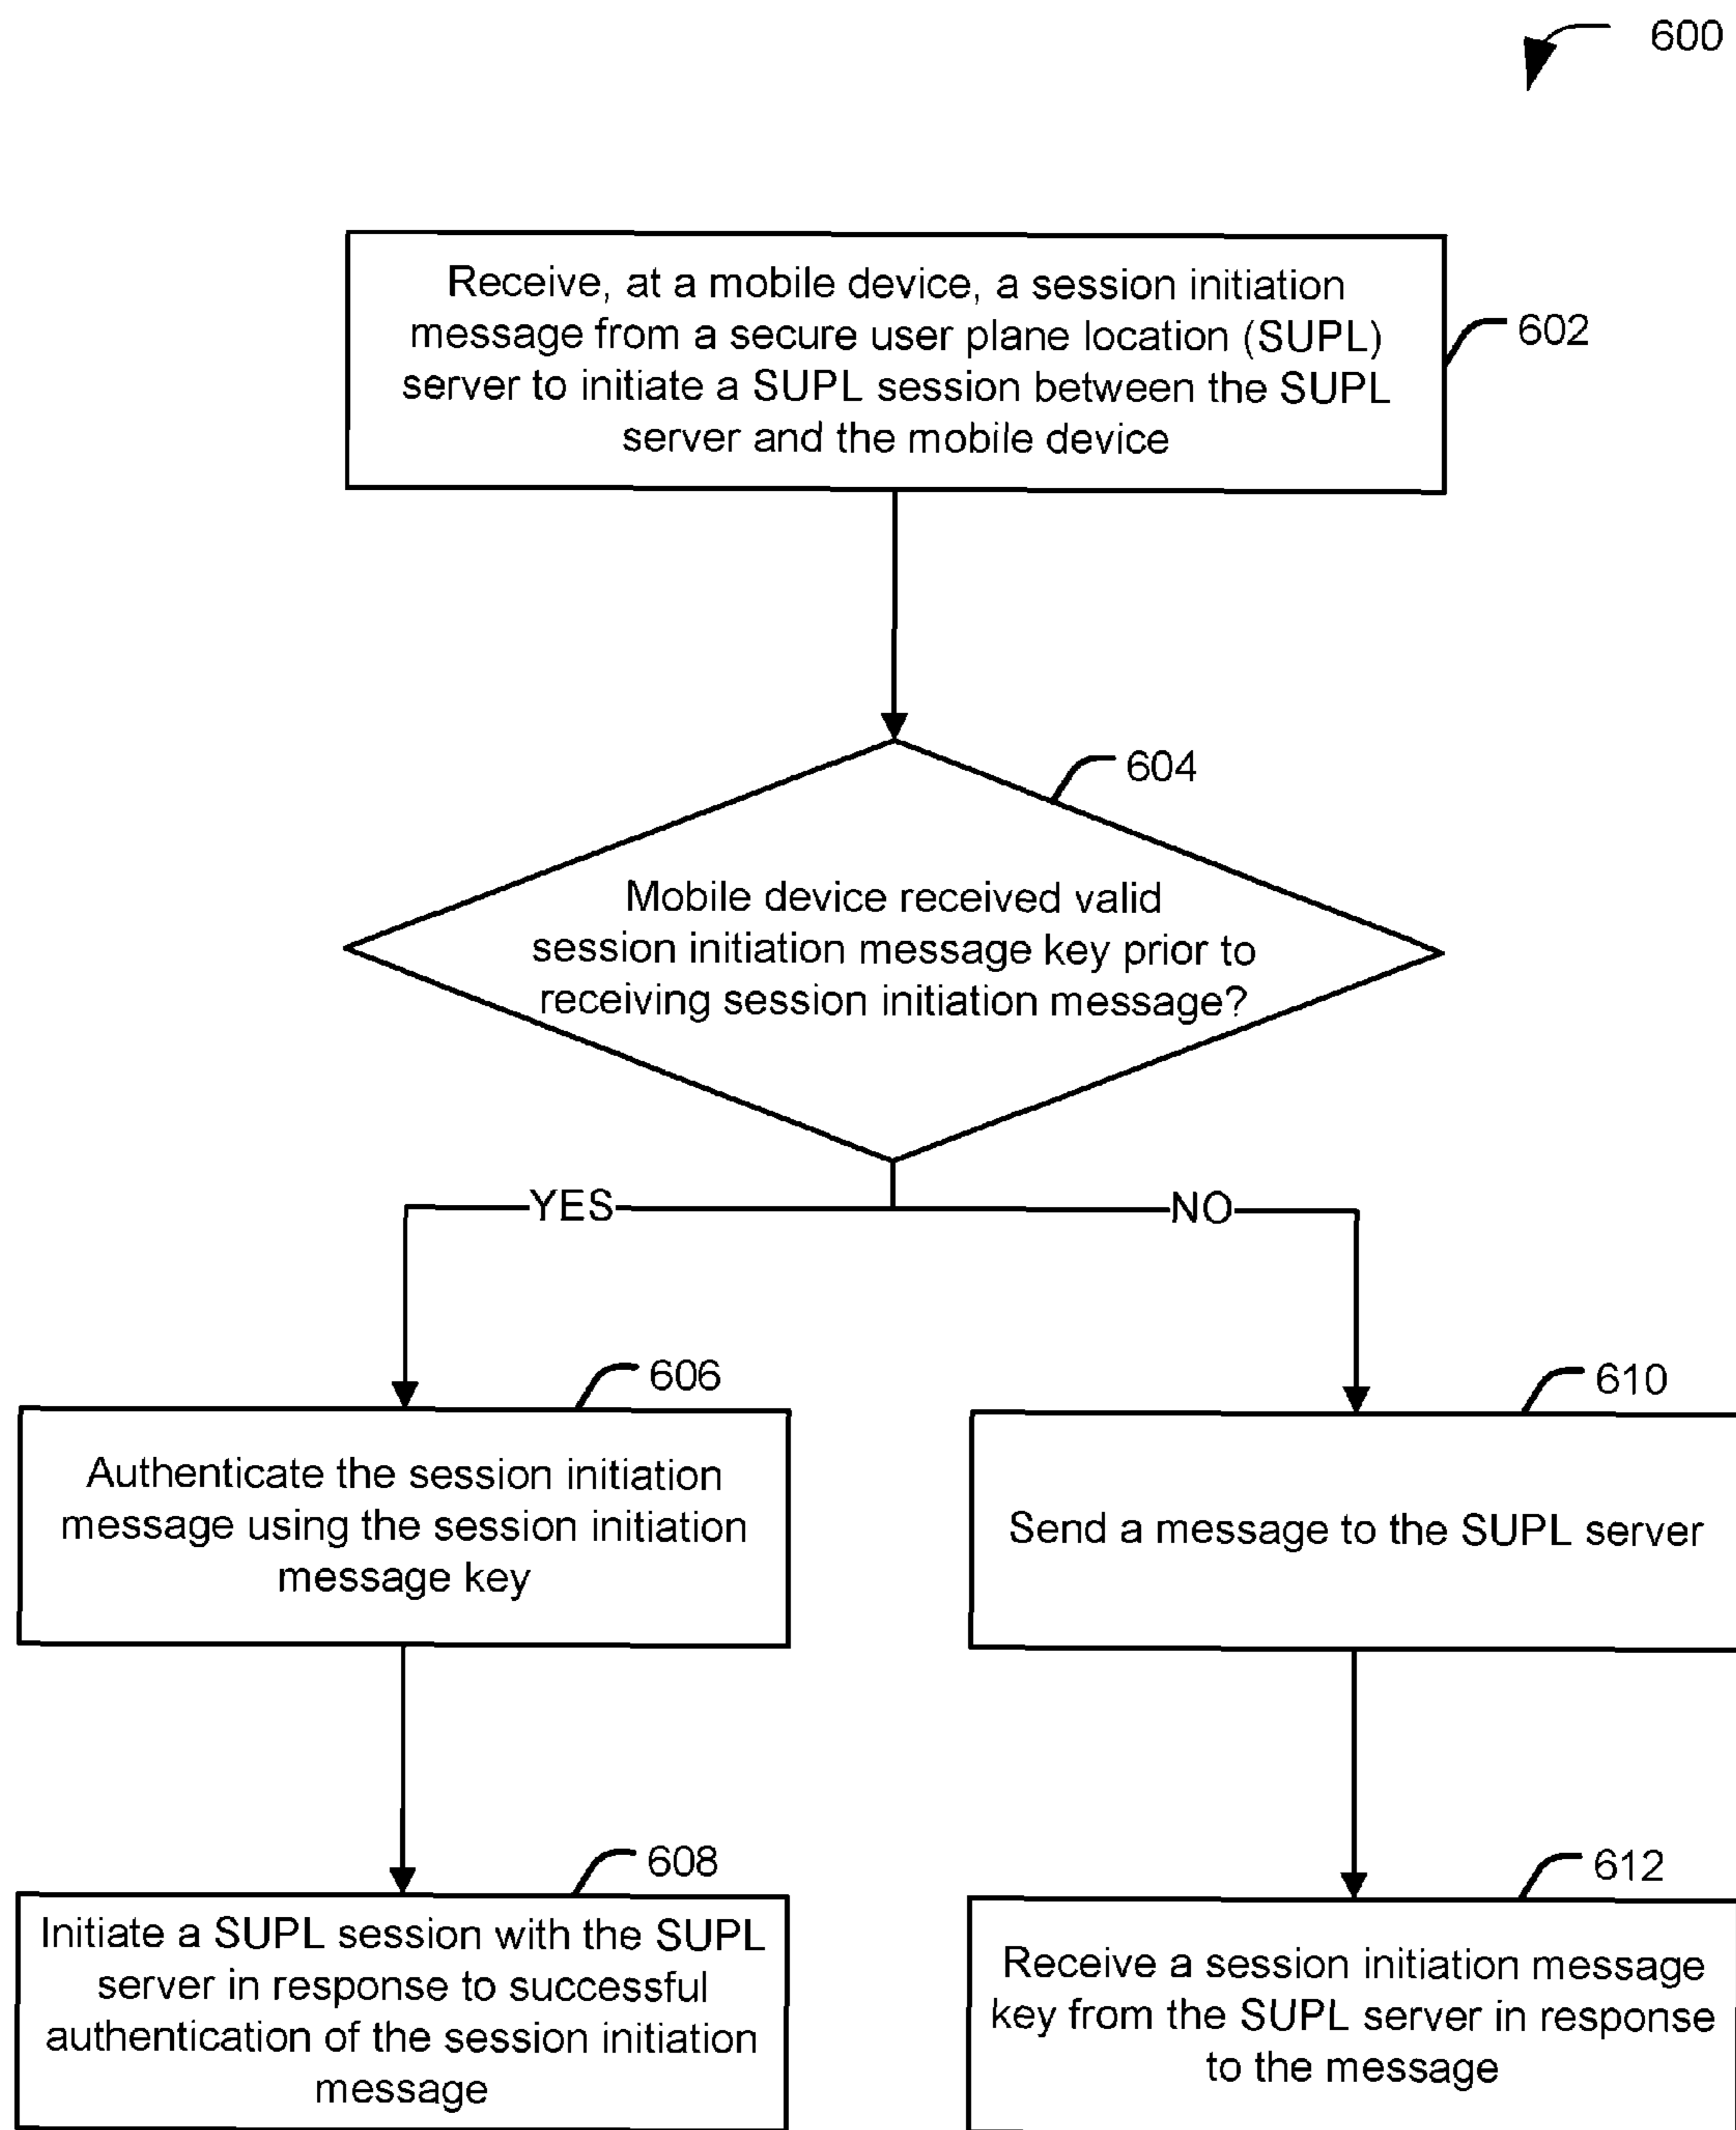 600
Receive, at a mobile device, a session initiation
message from a secure user plane location (SUPL)
server to initiate a SUPL session between the SUPL
server and the mobile device
602
604
Mobile device received valid
session initiation message key prior to
receiving session initiation message?
YES
NO
606
Authenticate the session initiation
message using the session initiation
message key
610
Send a message to the SUPL server
608
Initiate a SUPL session with the SUPL
server in response to successful
authentication of the session initiation
message
612
Receive a session initiation message
key from the SUPL server in response
to the message